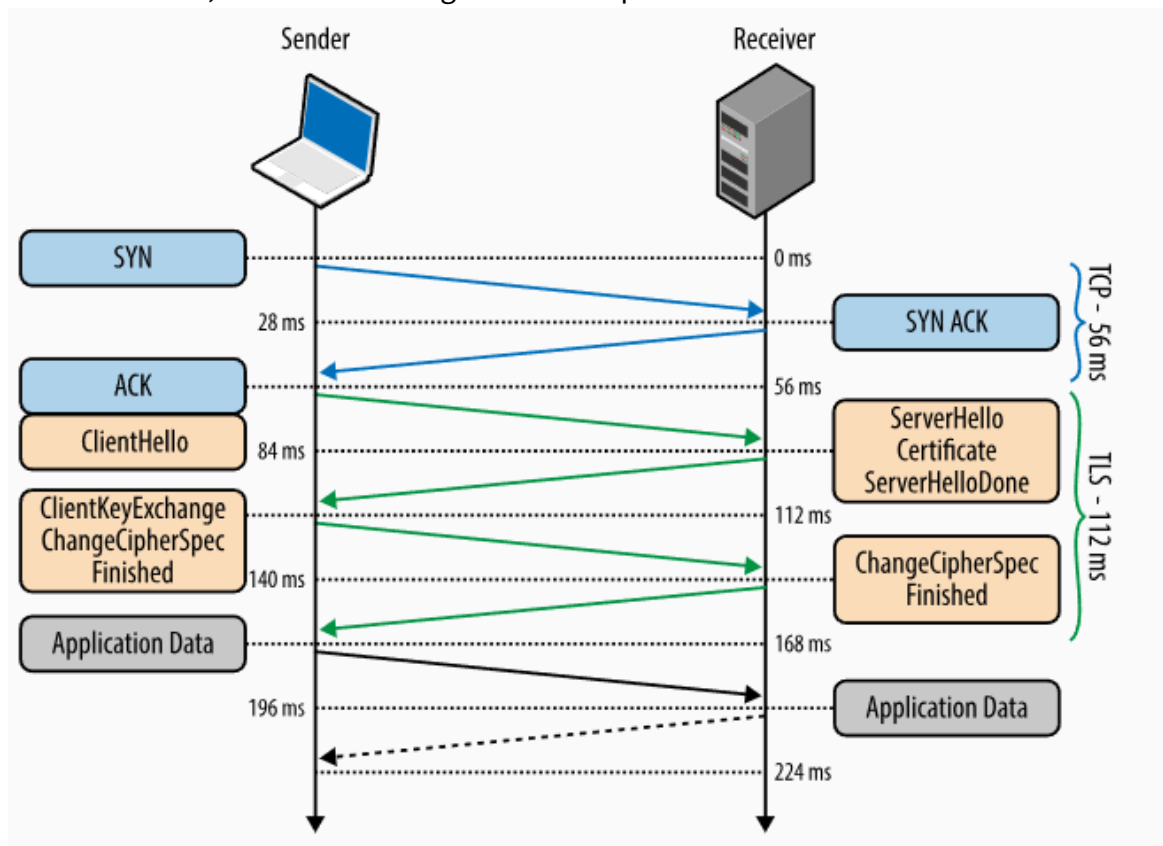 Sender
Receiver
SYN
0 ms
28 ms
SYN ACK
TCP - 56 ms
ACK
56 ms
ClientHello
84 ms
ServerHello
Certificate
ServerHelloDone
TLS - 112 ms
ClientKeyExchange
ChangeCipherSpec
Finished
112 ms
140 ms
ChangeCipherSpec
Finished
Application Data
168 ms
196 ms
Application Data
224 ms